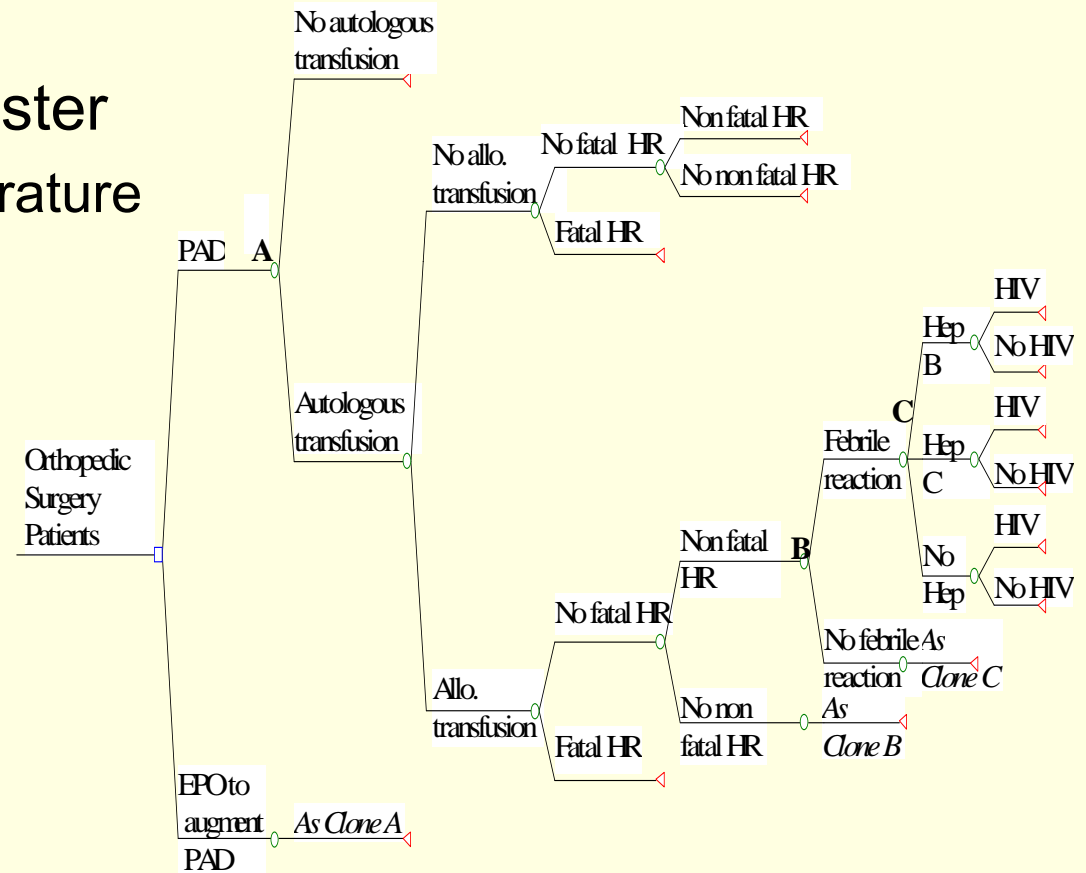 ster
rature
No autologous
transfusion
No allo.
transfusion
No fatal HR
Non fatal HR
No non fatal HR
Fatal HR
PAD
A
Autologous
transfusion
Orthopedic
Surgery
Patients
HIV
Hep
B
No HIV
C
HIV
Febrile
reaction
Hep
C
No HIV
HIV
No
Hep
No HIV
Non fatal
HR
B
No fatal HR
No febrile
reaction
As
Clone C
Allo.
transfusion
No non
fatal HR
As
Clone B
Fatal HR
EPO to
augment
PAD
As Clone A